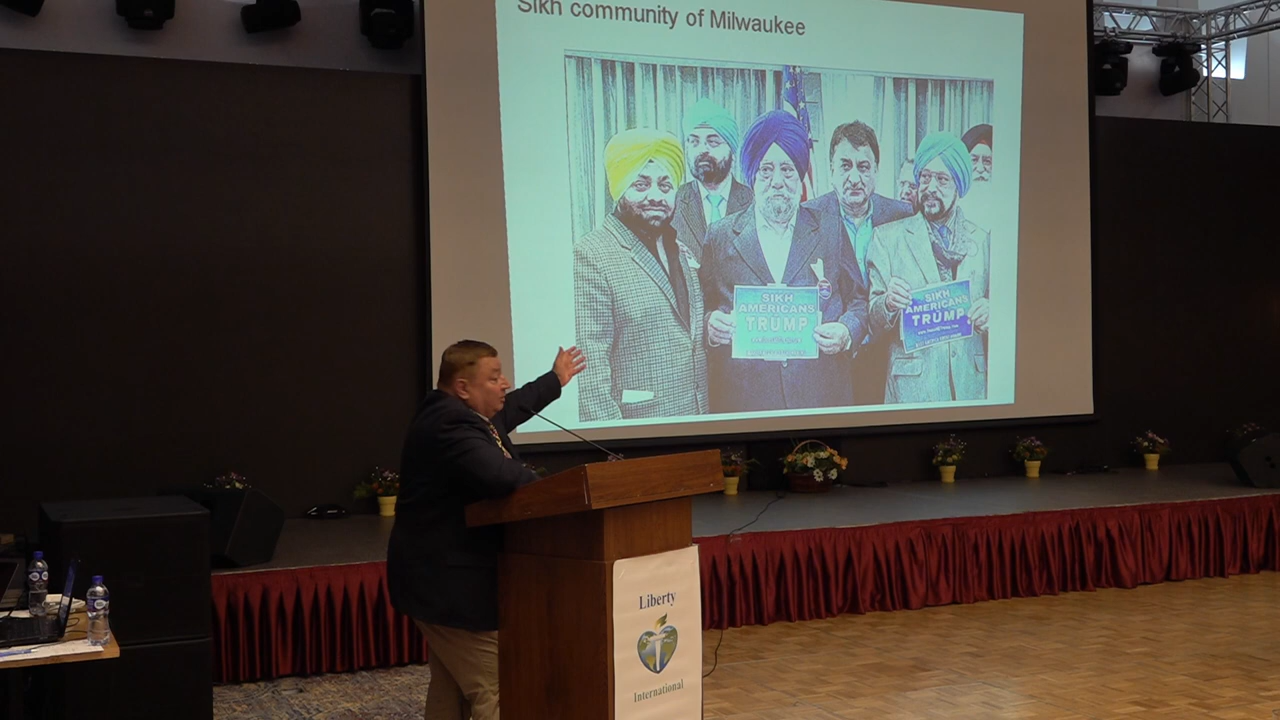 Sikh community of Milwaukee
SIKH
AMERICANS
TRUMP
SIKH
AMERICANS
TRUMP
Liberty
International